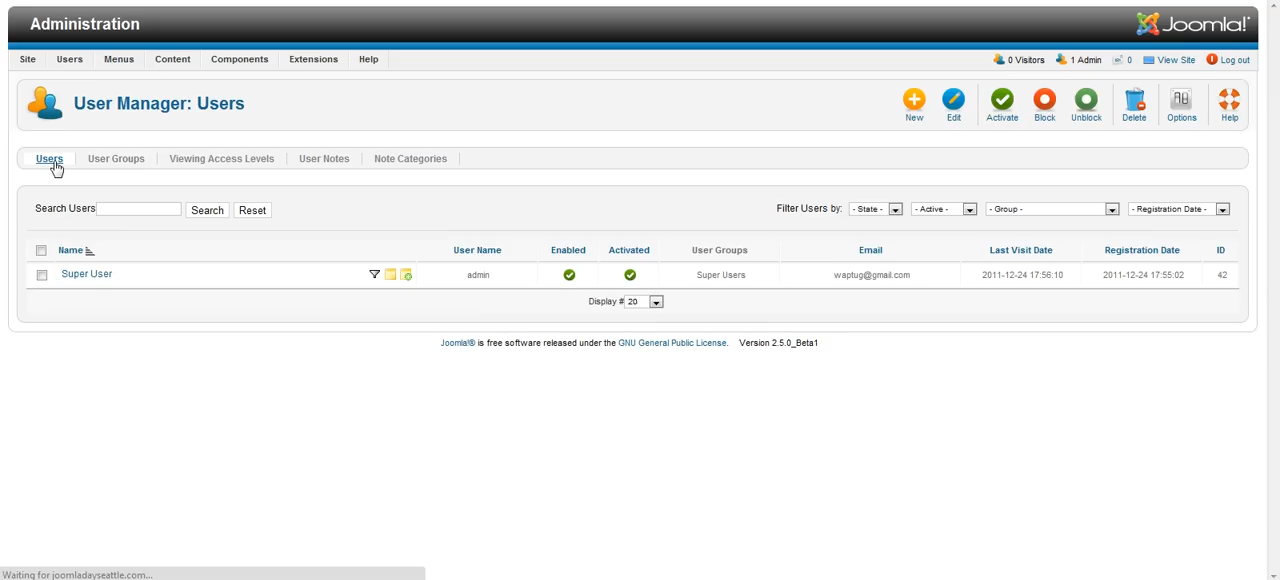 Administration
Joomla!®
Site Users Menus Content Components Extensions Help
0 Visitors 1 Admin 0 View Site Log out
User Manager: Users
New Edit Activate Block Unblock Delete Options Help
Users User Groups Viewing Access Levels User Notes Note Categories
Search Users Search Reset Filter Users by: - State - - Active - - Group - - Registration Date -
Name User Name Enabled Activated User Groups Email Last Visit Date Registration Date ID
Super User admin Super Users waptug@gmail.com 2011-12-24 17:56:10 2011-12-24 17:55:02 42
Display # 20
Joomla!® is free software released under the GNU General Public License. Version 2.5.0_Beta1
Waiting for joomladayseattle.com...